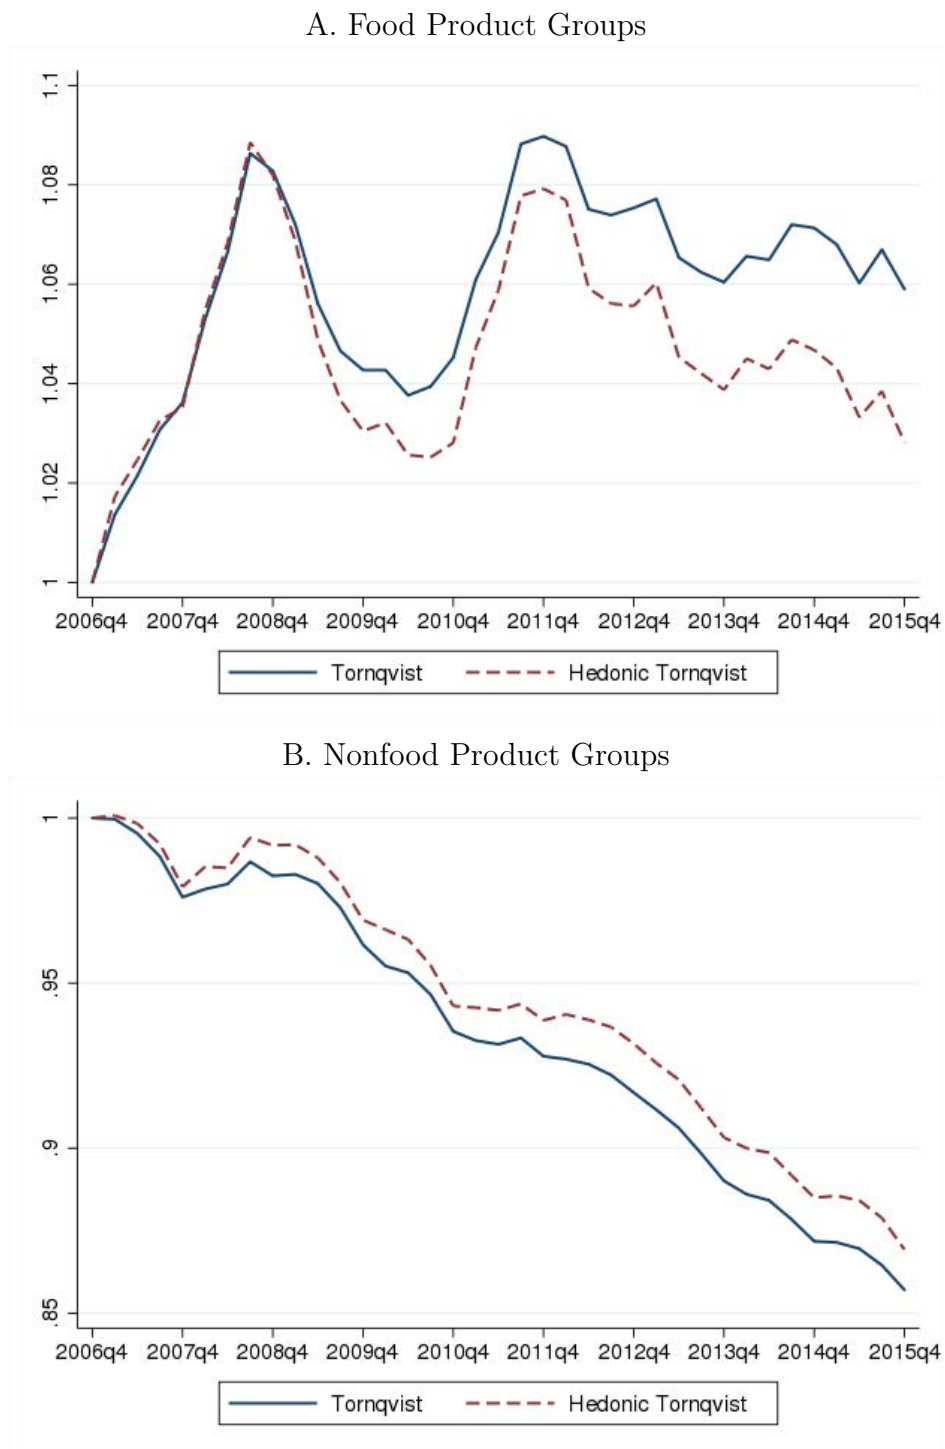 A. Food Product Groups
1.1
1.08
1.06
1.04
1.02
1
2006q4 2007q4 2008q4 2009q4 2010q4 2011q4 2012q4 2013q4 2014q4 2015q4
Tornqvist Hedonic Tornqvist
B. Nonfood Product Groups
1
.95
.9
.85
2006q4 2007q4 2008q4 2009q4 2010q4 2011q4 2012q4 2013q4 2014q4 2015q4
Tornqvist Hedonic Tornqvist